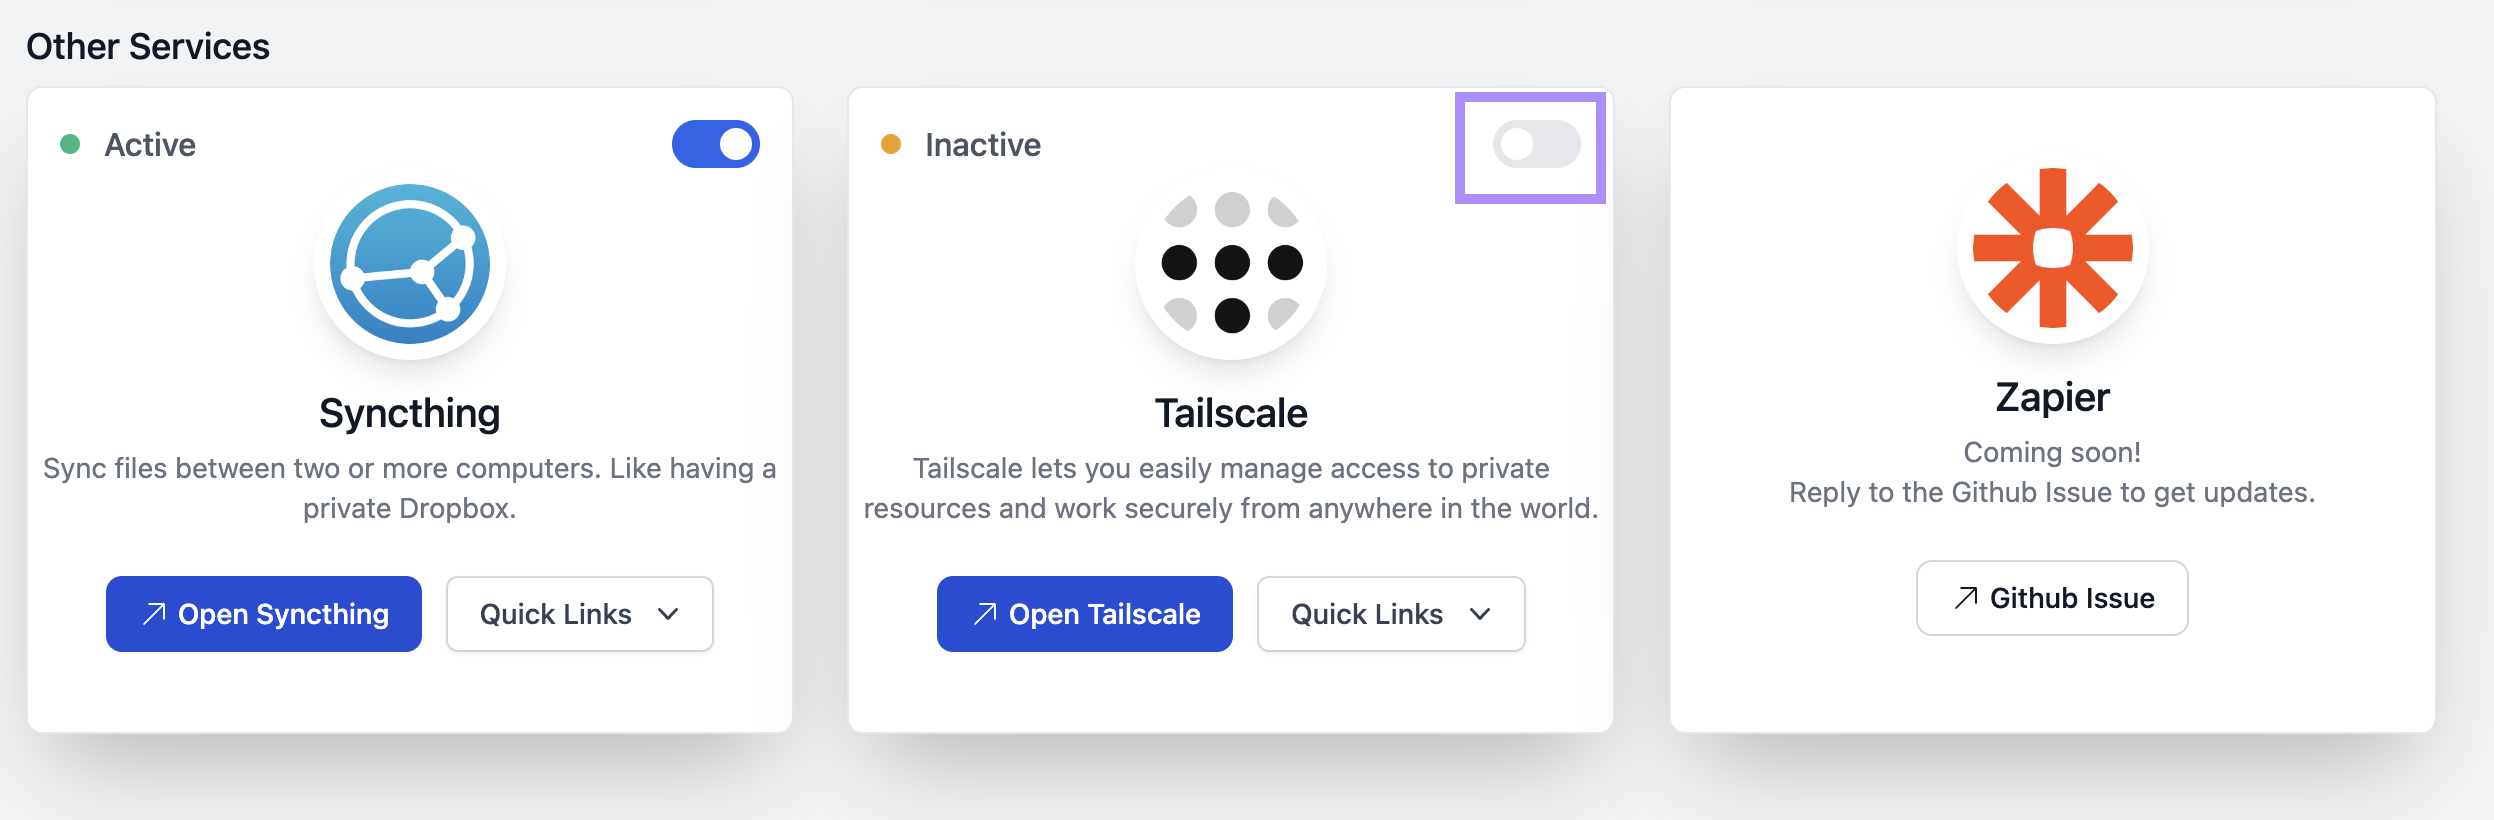 Other Services
Active
Syncthing
Sync files between two or more computers. Like having a
private Dropbox.
Open Syncthing
Quick Links
Inactive
Tailscale
Tailscale lets you easily manage access to private
resources and work securely from anywhere in the world.
Open Tailscale
Quick Links
Zapier
Coming soon!
Reply to the Github Issue to get updates.
Github Issue